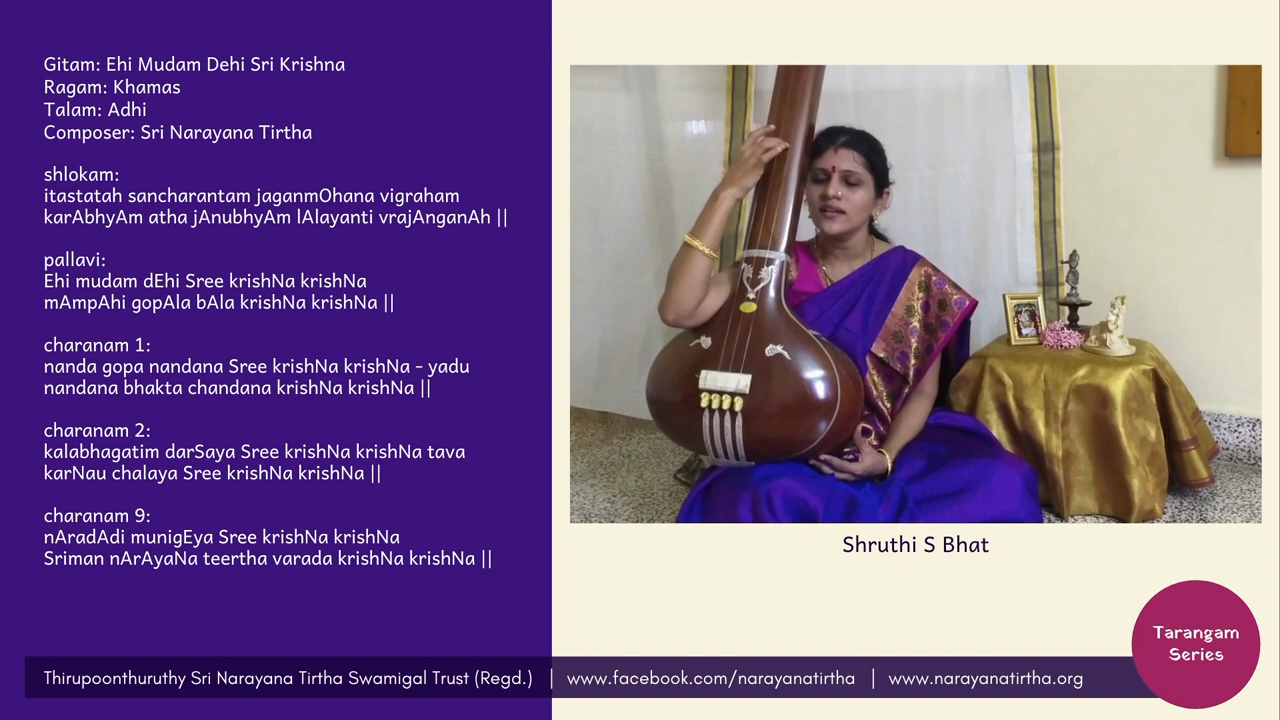 Gitam: Ehi Mudam Dehi Sri Krishna
Ragam: Khamas
Talam: Adhi
Composer: Sri Narayana Tirtha
shlokam:
itastatah sancharantam jaganmOhana vigraham
karAbhyAm atha jAnubhyAm lAlayanti vrajAnganAh ||
pallavi:
Ehi mudam dEhi Sree krishNa krishNa
mAmpAhi gopAla bAla krishNa krishNa ||
charanam 1:
nanda gopa nandana Sree krishNa krishNa - yadu
nandana bhakta chandana krishNa krishNa ||
charanam 2:
kalabhagatim darSaya Sree krishNa krishNa tava
karNau chalaya Sree krishNa krishNa ||
charanam 9:
nAradAdi munigEya Sree krishNa krishNa
Sriman nArAyaNa teertha varada krishNa krishNa ||
Shruthi S Bhat
Tarangam
Series
Thirupoonthuruthy Sri Narayana Tirtha Swamigal Trust (Regd.) | www.facebook.com/narayanatirtha | www.narayanatirtha.org